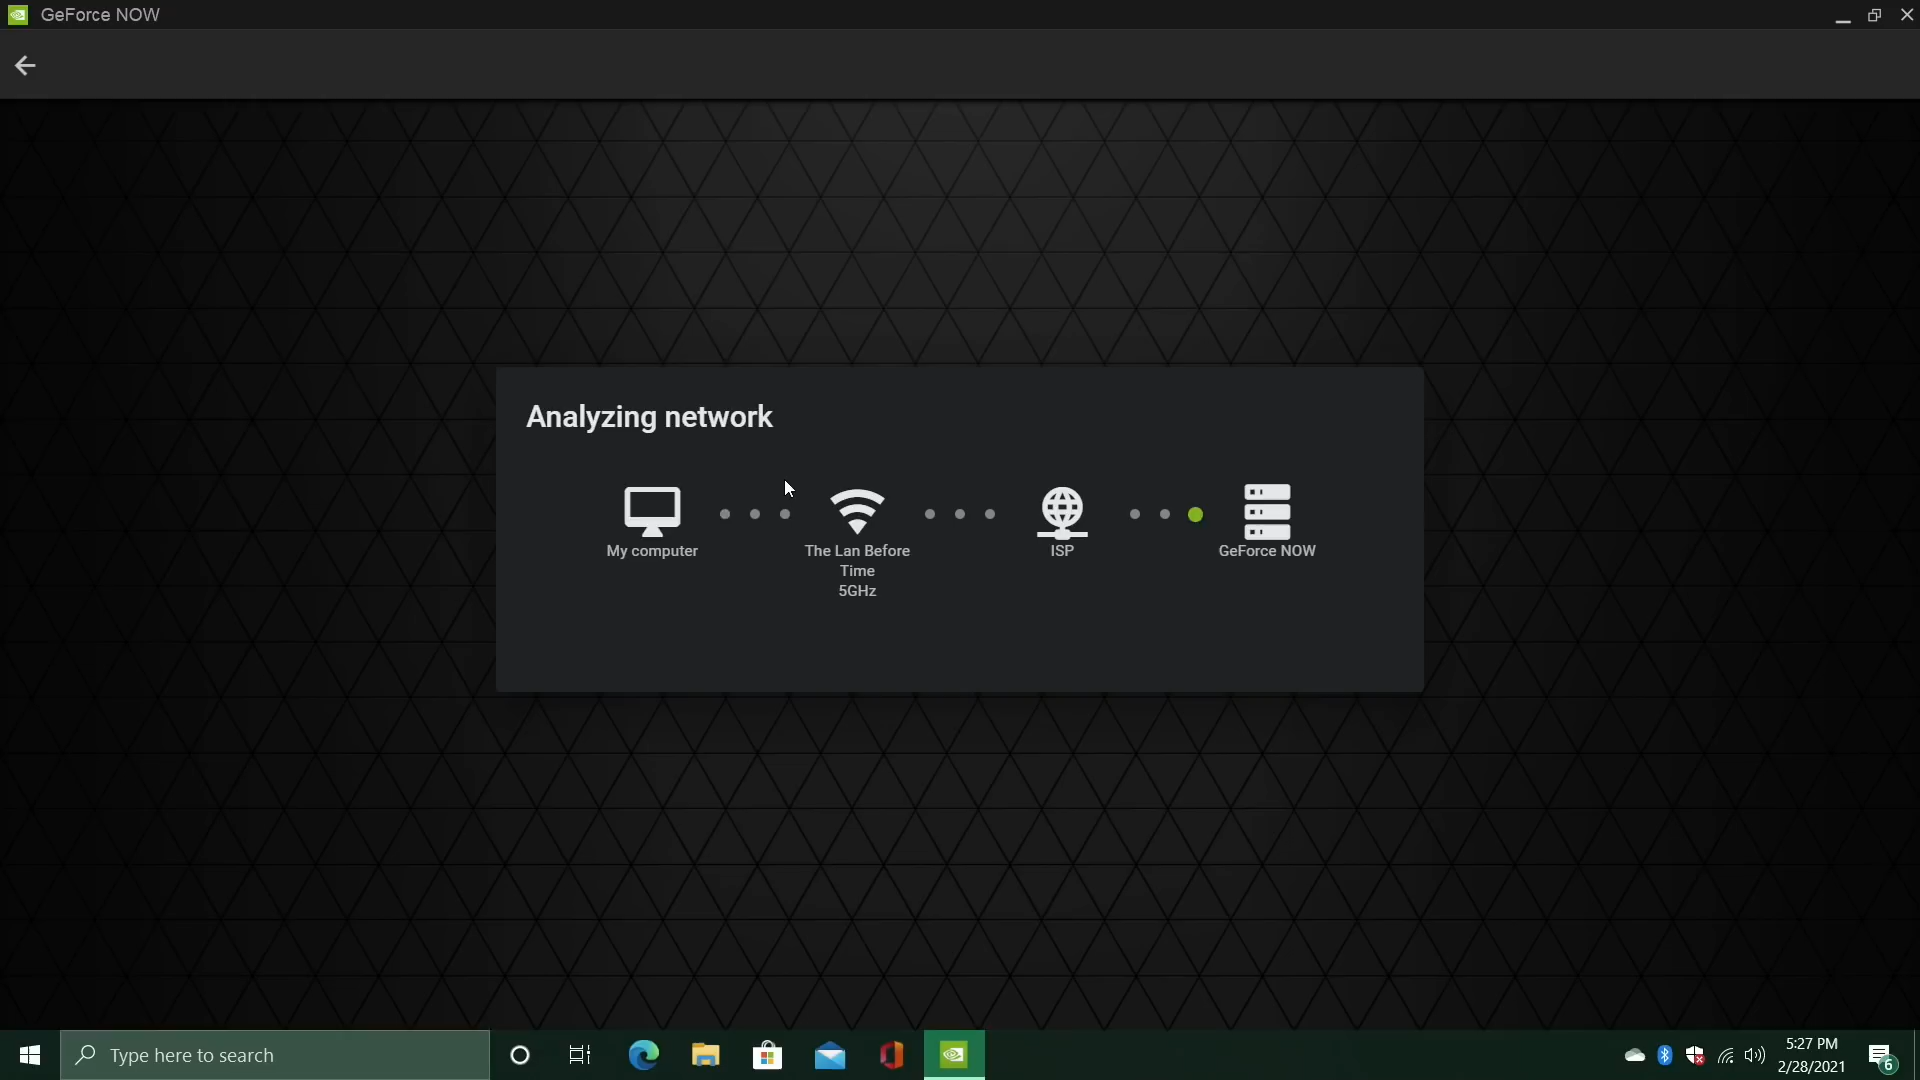 GeForce NOW
Analyzing network
My computer
The Lan Before
Time
5GHz
ISP
GeForce NOW
Type here to search
5:27 PM
2/28/2021
6